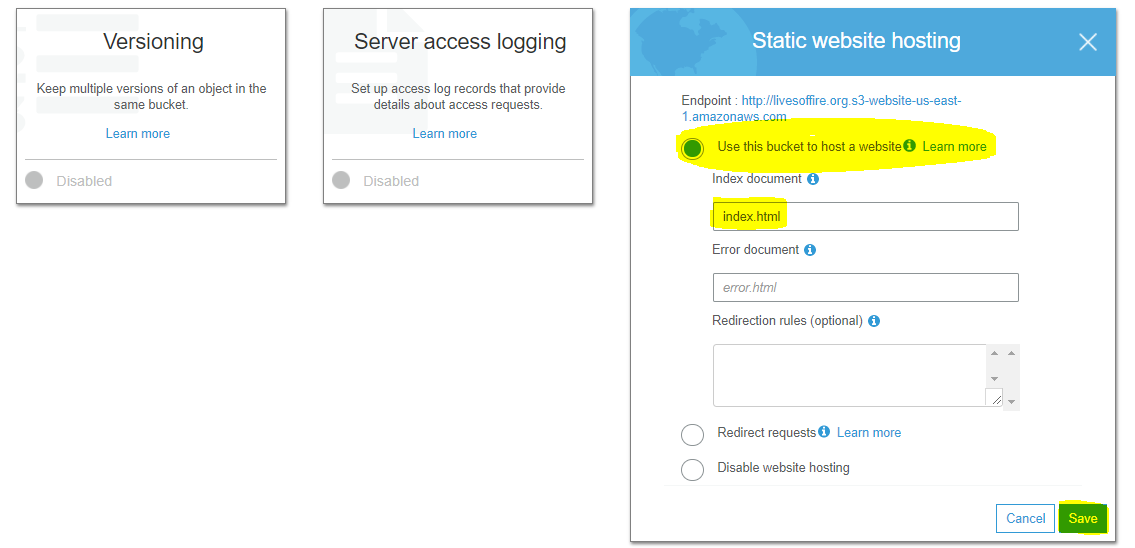 Versioning
Keep multiple versions of an object in the
same bucket.
Learn more
Disabled
Server access logging
Set up access log records that provide
details about access requests.
Learn more
Disabled
Static website hosting
Endpoint : http://livesoffire.org.s3-website-us-east-
1.amazonaws.com
Use this bucket to host a website Learn more
Index document
index.html
Error document
error.html
Redirection rules (optional)
Redirect requests Learn more
Disable website hosting
Cancel Save